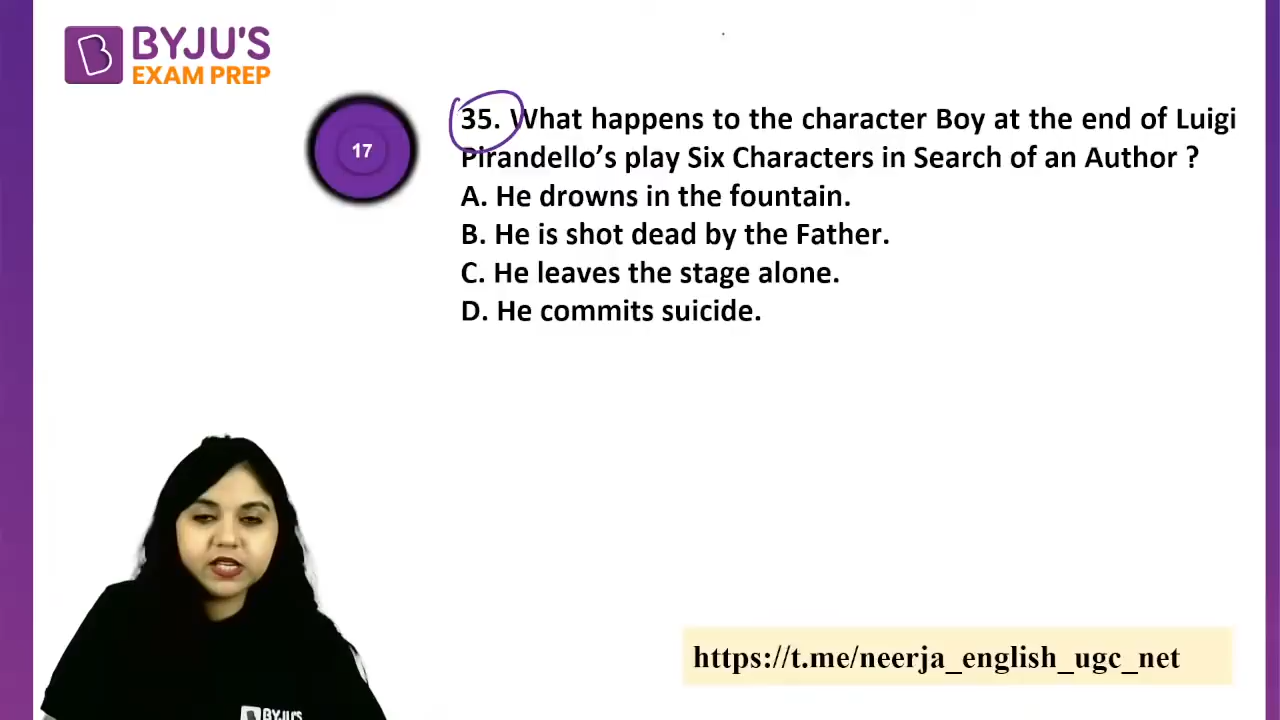 BYJU'S
EXAM PREP
17
35. What happens to the character Boy at the end of Luigi
Pirandello's play Six Characters in Search of an Author ?
A. He drowns in the fountain.
B. He is shot dead by the Father.
C. He leaves the stage alone.
D. He commits suicide.
https://t.me/neerja_english_ugc_net
BYJU'S